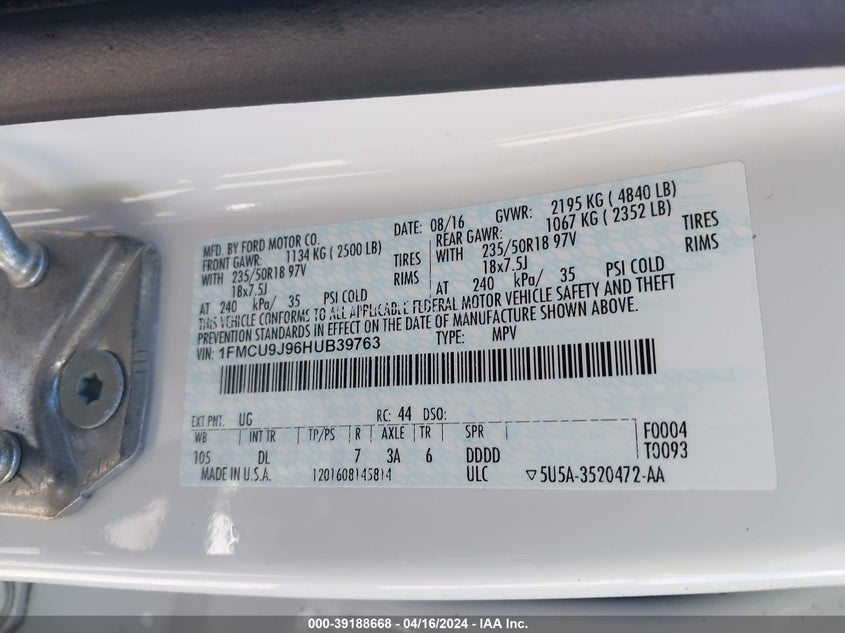 MFD. BY FORD MOTOR CO.
DATE: 08/16 GVWR: 2195 KG ( 4840 LB)
FRONT GAWR: 1134 KG ( 2500 LB) REAR GAWR: 1067 KG ( 2352 LB)
WITH 235/50R18 97V TIRES WITH 235/50R18 97V TIRES
18x7.5J RIMS 18x7.5J RIMS
AT 240 kPa/ 35 PSI COLD AT 240 kPa/ 35 PSI COLD
THIS VEHICLE CONFORMS TO ALL APPLICABLE FEDERAL MOTOR VEHICLE SAFETY AND THEFT
PREVENTION STANDARDS IN EFFECT ON THE DATE OF MANUFACTURE SHOWN ABOVE.
VIN: 1FMCU9J96HUB39763 TYPE: MPV
EXT PNT: UG RC: 44 DSO: F0004
WB INT TR TP/PS R AXLE TR SPR T0093
105 DL 7 3A 6 DDDD
MADE IN U.S.A. 1201608145814 ULC ▽5U5A-3520472-AA
000-39188668 - 04/16/2024 - IAA Inc.